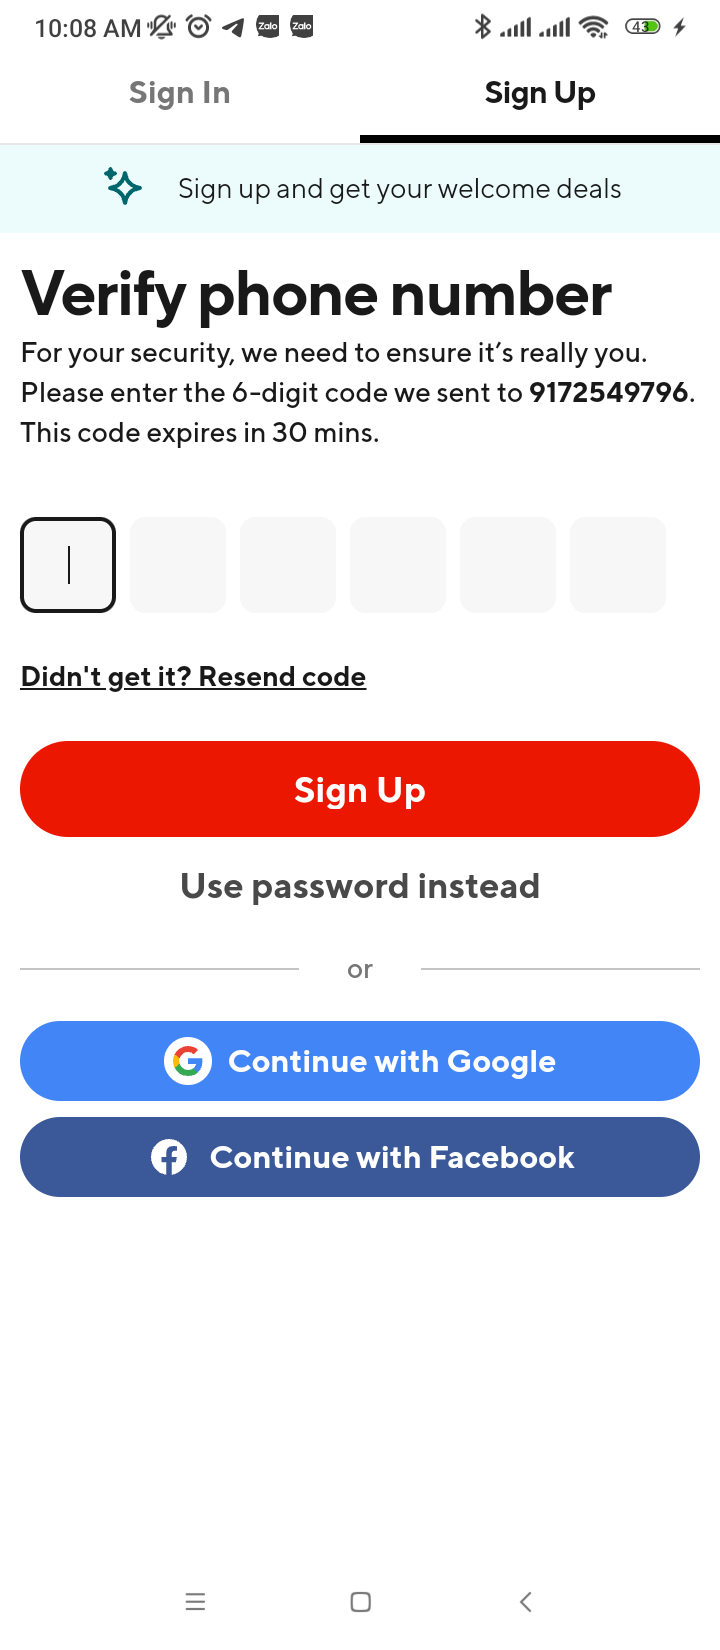 10:08 AM Zalo Zalo 43
Sign In Sign Up
Sign up and get your welcome deals
Verify phone number
For your security, we need to ensure it’s really you.
Please enter the 6-digit code we sent to 9172549796.
This code expires in 30 mins.
Didn't get it? Resend code
Sign Up
Use password instead
or
Continue with Google
Continue with Facebook